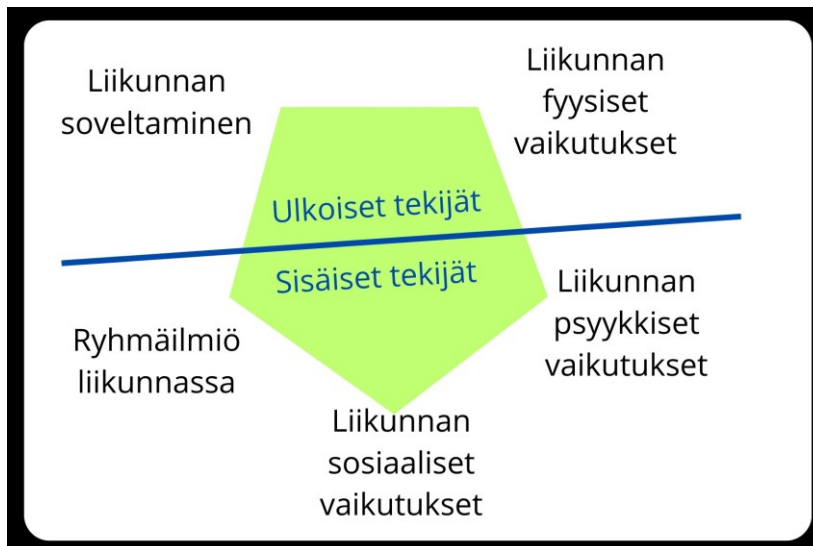 Liikunnan
soveltaminen
Liikunnan
fyysiset
vaikutukset
Ulkoiset tekijät
Sisäiset tekijät
Liikunnan
psyykkiset
vaikutukset
Ryhmäilmiö
liikunnassa
Liikunnan
sosiaaliset
vaikutukset